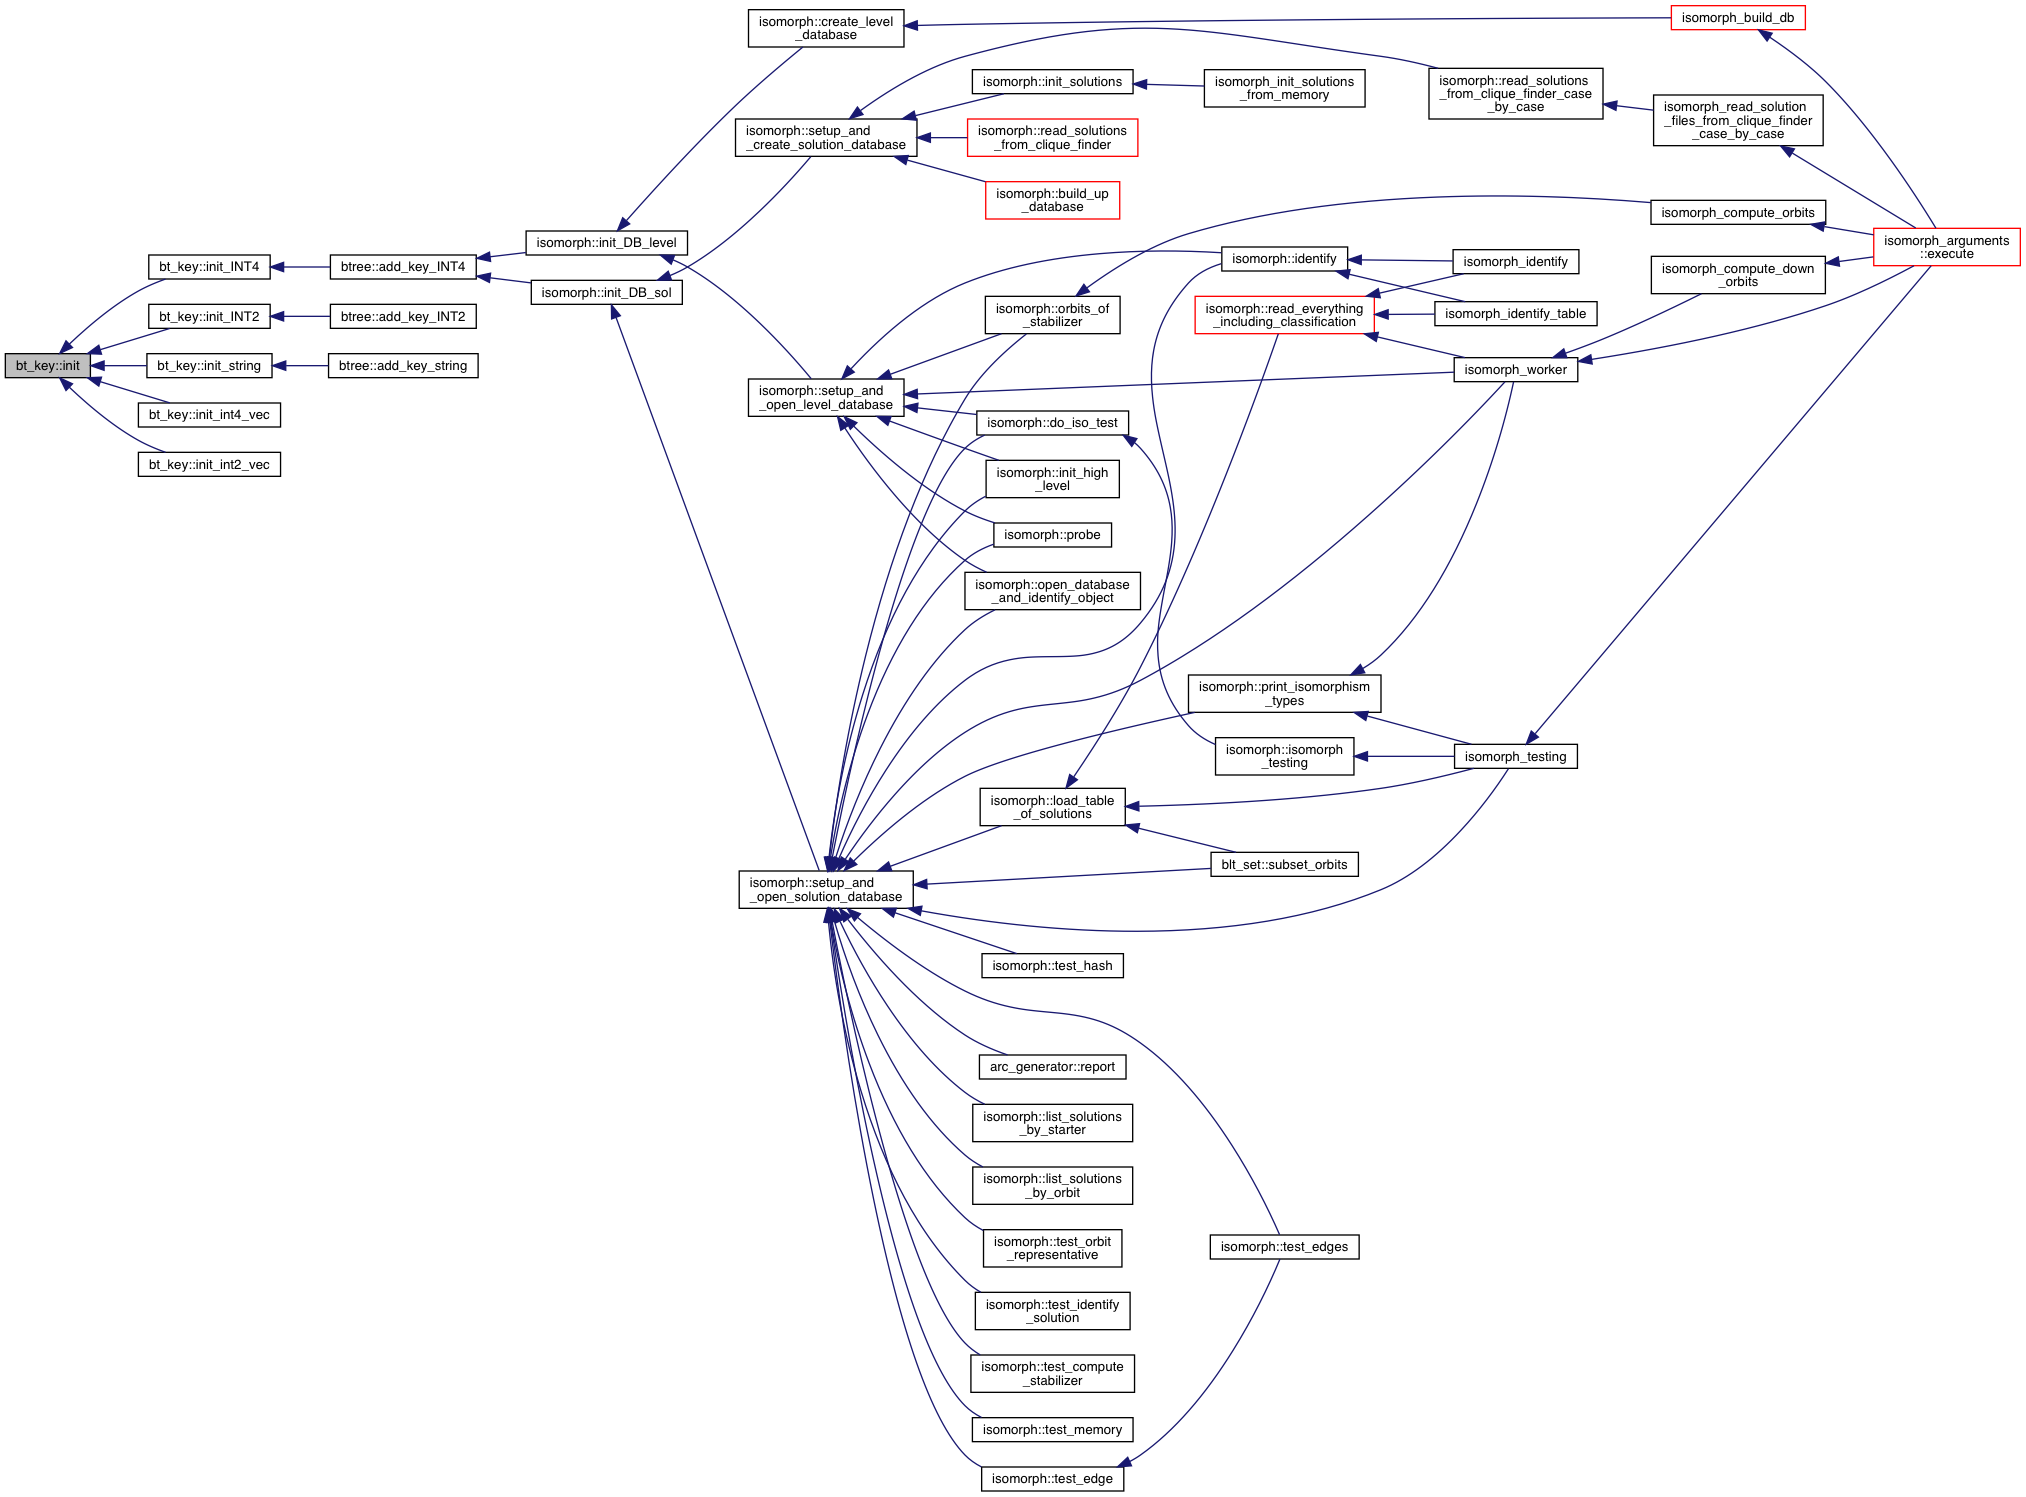 bt_key::init
bt_key::init_INT4
bt_key::init_INT2
bt_key::init_string
bt_key::init_int4_vec
bt_key::init_int2_vec
btree::add_key_INT4
btree::add_key_INT2
btree::add_key_string
isomorph::init_DB_level
isomorph::init_DB_sol
isomorph::create_level
_database
isomorph::setup_and
_create_solution_database
isomorph::setup_and
_open_level_database
isomorph::setup_and
_open_solution_database
isomorph::init_solutions
isomorph::read_solutions
_from_clique_finder
isomorph::build_up
_database
isomorph::orbits_of
_stabilizer
isomorph::do_iso_test
isomorph::init_high
_level
isomorph::probe
isomorph::open_database
_and_identify_object
isomorph::load_table
_of_solutions
isomorph::test_hash
arc_generator::report
isomorph::list_solutions
_by_starter
isomorph::list_solutions
_by_orbit
isomorph::test_orbit
_representative
isomorph::test_identify
_solution
isomorph::test_compute
_stabilizer
isomorph::test_memory
isomorph::test_edge
isomorph_init_solutions
_from_memory
isomorph::identify
isomorph::read_everything
_including_classification
isomorph::print_isomorphism
_types
isomorph::isomorph
_testing
blt_set::subset_orbits
isomorph::test_edges
isomorph::read_solutions
_from_clique_finder_case
_by_case
isomorph_identify
isomorph_identify_table
isomorph_worker
isomorph_testing
isomorph_build_db
isomorph_read_solution
_files_from_clique_finder
_case_by_case
isomorph_compute_orbits
isomorph_compute_down
_orbits
isomorph_arguments
::execute